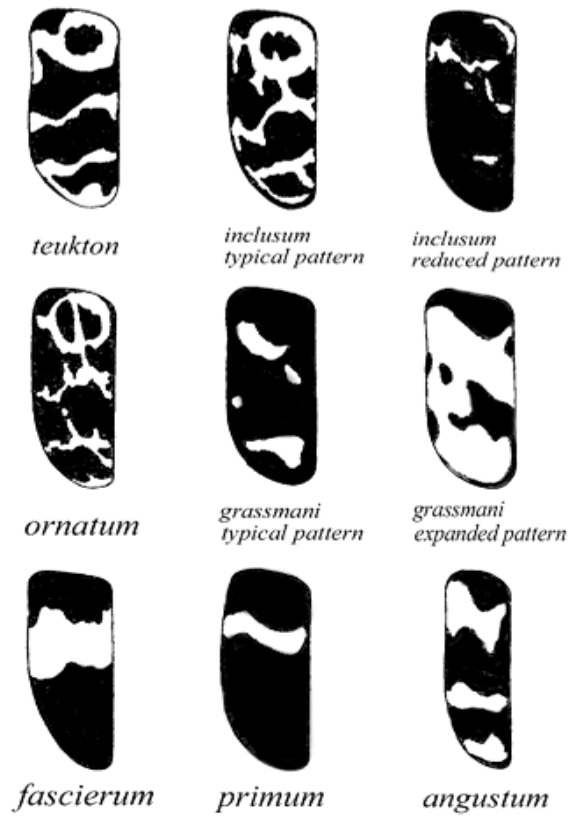 teukton
inclusum
typical pattern
inclusum
reduced pattern
ornatum
grassmani
typical pattern
grassmani
expanded pattern
fascierum
primum
angustum